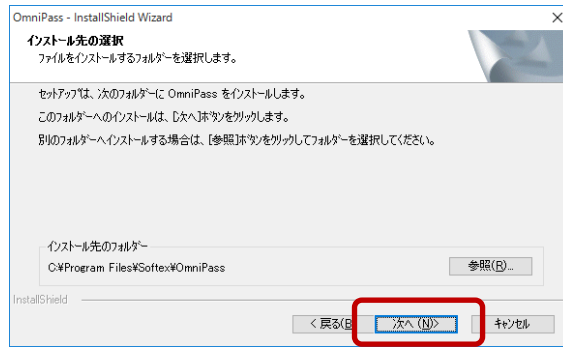 OmniPass - InstallShield Wizard
インストール先の選択
ファイルをインストールするフォルダーを選択します。
セットアップは、次のフォルダーに OmniPass をインストールします。
このフォルダーへのインストールは、[次へ]ボタンをクリックします。
別のフォルダーへインストールする場合は、[参照]ボタンをクリックしてフォルダーを選択してください。
インストール先のフォルダー
C:¥Program Files¥Softex¥OmniPass
参照(R)...
InstallShield
< 戻る(B 次へ (N)> キャンセル